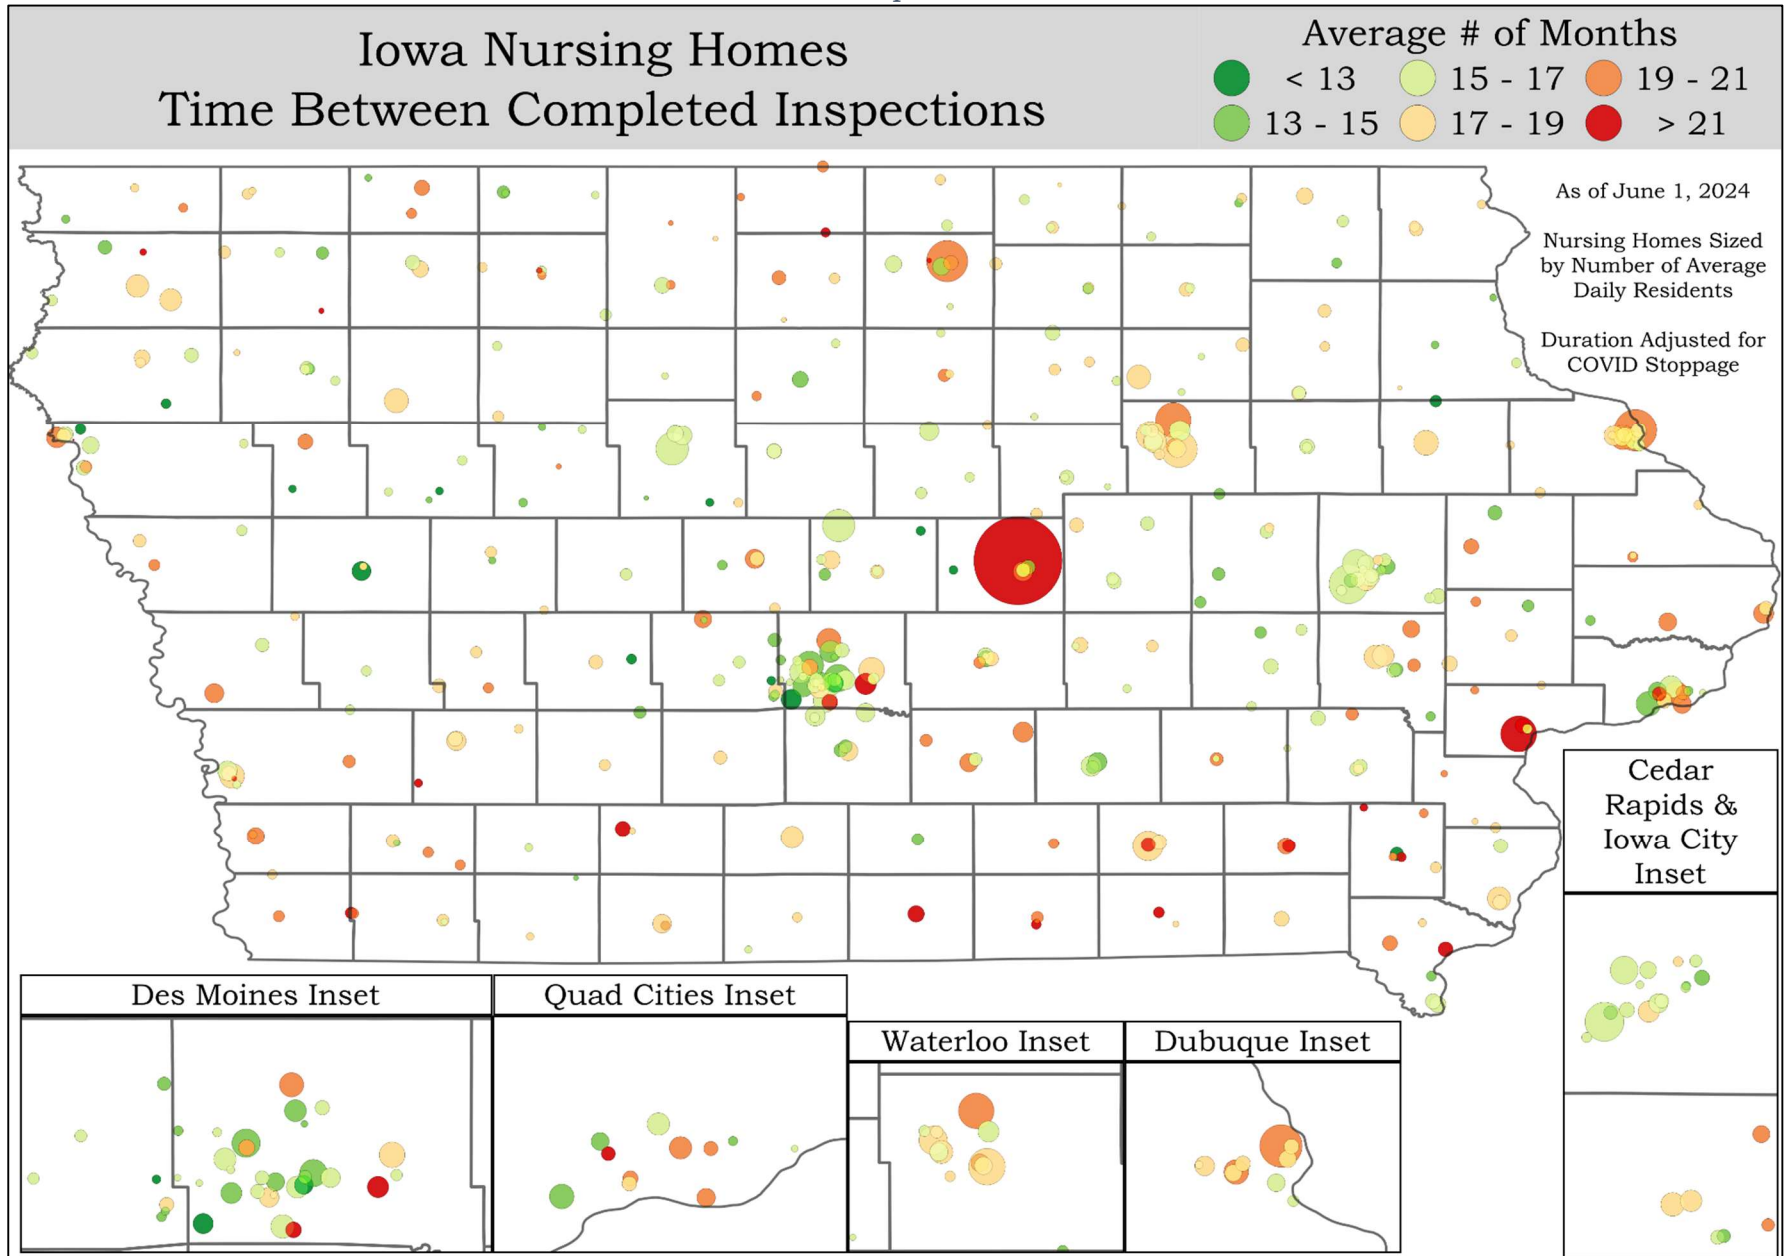 Iowa Nursing Homes
Time Between Completed Inspections
Average # of Months
< 13
15 - 17
19 - 21
13 - 15
17 - 19
> 21
As of June 1, 2024
Nursing Homes Sized
by Number of Average
Daily Residents
Duration Adjusted for
COVID Stoppage
Cedar
Rapids &
Iowa City
Inset
Des Moines Inset
Quad Cities Inset
Waterloo Inset
Dubuque Inset